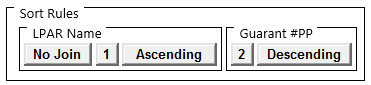 Sort Rules
LPAR Name Guarant #PP
No Join 1 Ascending 2 Descending